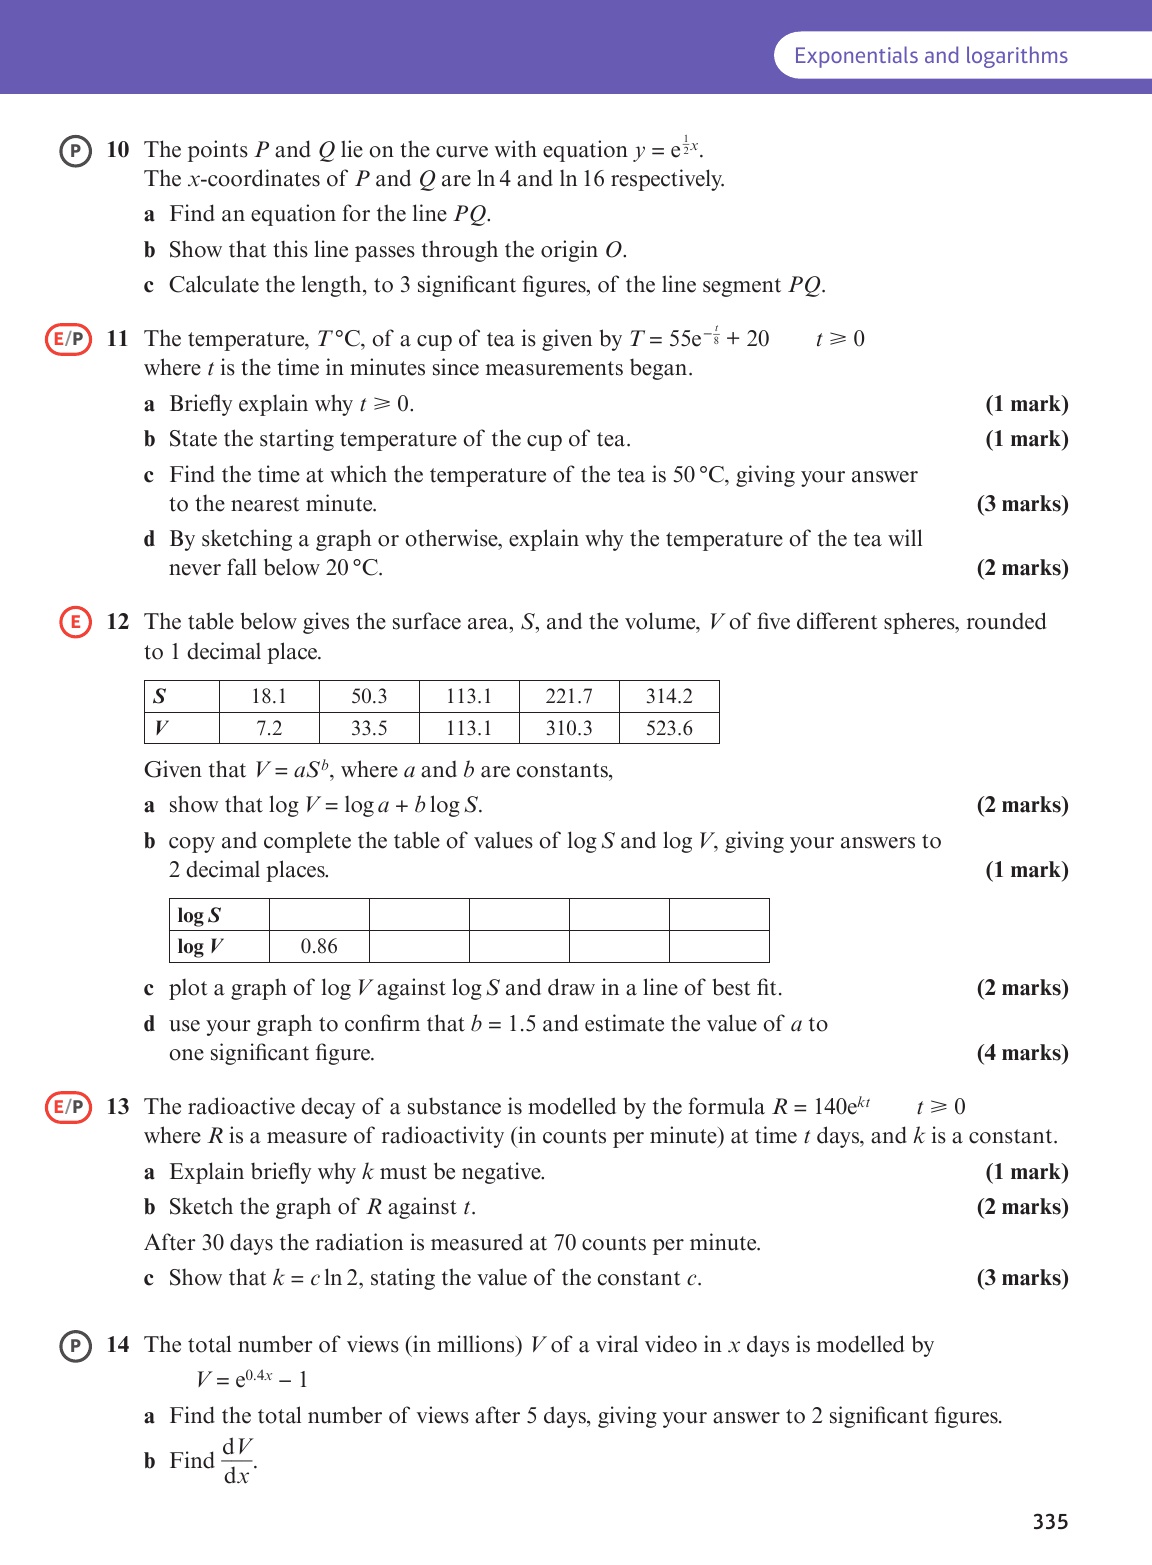 Exponentials and logarithms
P 10 The points P and Q lie on the curve with equation y = e^{\frac{1}{2}x}.
The x-coordinates of P and Q are ln 4 and ln 16 respectively.
a Find an equation for the line PQ.
b Show that this line passes through the origin O.
c Calculate the length, to 3 significant figures, of the line segment PQ.
E/P 11 The temperature, T °C, of a cup of tea is given by T = 55e^{-\frac{t}{8}} + 20 t ⩾ 0
where t is the time in minutes since measurements began.
a Briefly explain why t ⩾ 0. (1 mark)
b State the starting temperature of the cup of tea. (1 mark)
c Find the time at which the temperature of the tea is 50 °C, giving your answer
to the nearest minute. (3 marks)
d By sketching a graph or otherwise, explain why the temperature of the tea will
never fall below 20 °C. (2 marks)
E 12 The table below gives the surface area, S, and the volume, V of five different spheres, rounded
to 1 decimal place.
S 18.1 50.3 113.1 221.7 314.2
V 7.2 33.5 113.1 310.3 523.6
Given that V = aS^b, where a and b are constants,
a show that log V = log a + b log S. (2 marks)
b copy and complete the table of values of log S and log V, giving your answers to
2 decimal places. (1 mark)
log S
log V 0.86
c plot a graph of log V against log S and draw in a line of best fit. (2 marks)
d use your graph to confirm that b = 1.5 and estimate the value of a to
one significant figure. (4 marks)
E/P 13 The radioactive decay of a substance is modelled by the formula R = 140e^{kt} t ⩾ 0
where R is a measure of radioactivity (in counts per minute) at time t days, and k is a constant.
a Explain briefly why k must be negative. (1 mark)
b Sketch the graph of R against t. (2 marks)
After 30 days the radiation is measured at 70 counts per minute.
c Show that k = c ln 2, stating the value of the constant c. (3 marks)
P 14 The total number of views (in millions) V of a viral video in x days is modelled by
V = e^{0.4x} − 1
a Find the total number of views after 5 days, giving your answer to 2 significant figures.
b Find \frac{dV}{dx}.
335